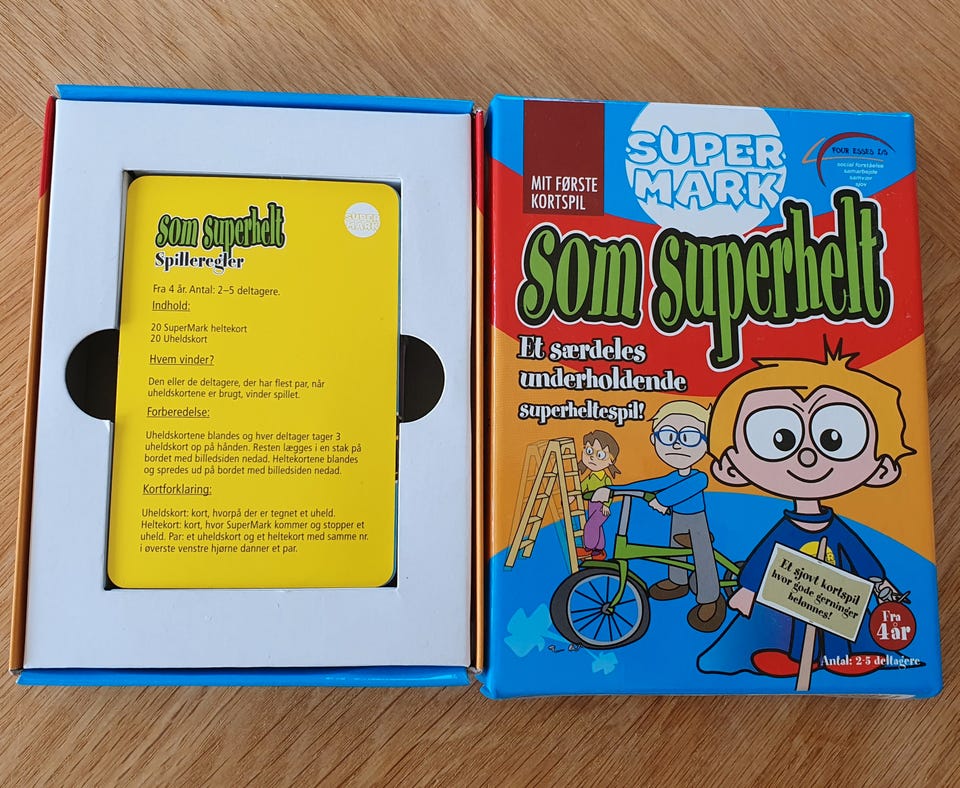 som superhelt
SUPER
MARK
Spilleregler
Fra 4 år. Antal: 2–5 deltagere.
Indhold:
20 SuperMark heltekort
20 Uheldskort
Hvem vinder?
Den eller de deltagere, der har flest par, når
uheldskortene er brugt, vinder spillet.
Forberedelse:
Uheldskortene blandes og hver deltager tager 3
uheldskort op på hånden. Resten lægges i en stak på
bordet med billedsiden nedad. Heltekortene blandes
og spredes ud på bordet med billedsiden nedad.
Kortforklaring:
Uheldskort: kort, hvorpå der er tegnet et uheld.
Heltekort: kort, hvor SuperMark kommer og stopper et
uheld. Par: et uheldskort og et heltekort med samme nr.
i øverste venstre hjørne danner et par.
MIT FØRSTE
KORTSPIL
SUPER
MARK
FOUR ESSES I/S
social forståelse
samarbejde
samvær
sjov
som superhelt
Et særdeles
underholdende
superheltespil!
Et sjovt kortspil
hvor gode gerninger
belønnes!
Fra
4 år
Antal: 2-5 deltagere